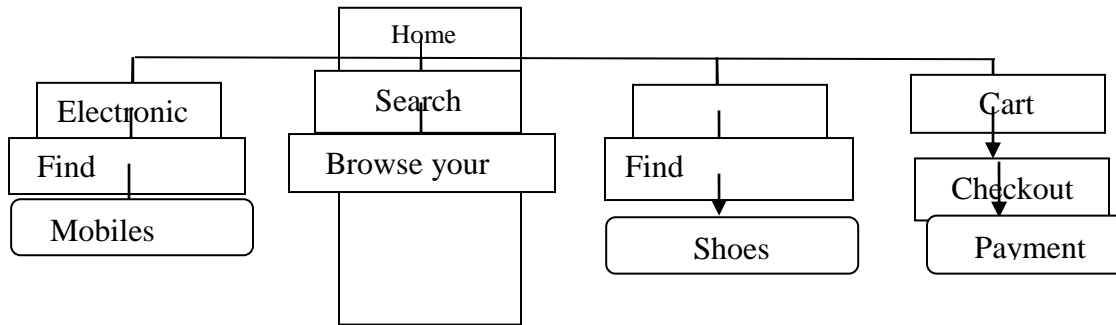 Home
Electronic
Search
Cart
Find
Browse your
Find
Checkout
Mobiles
Shoes
Payment